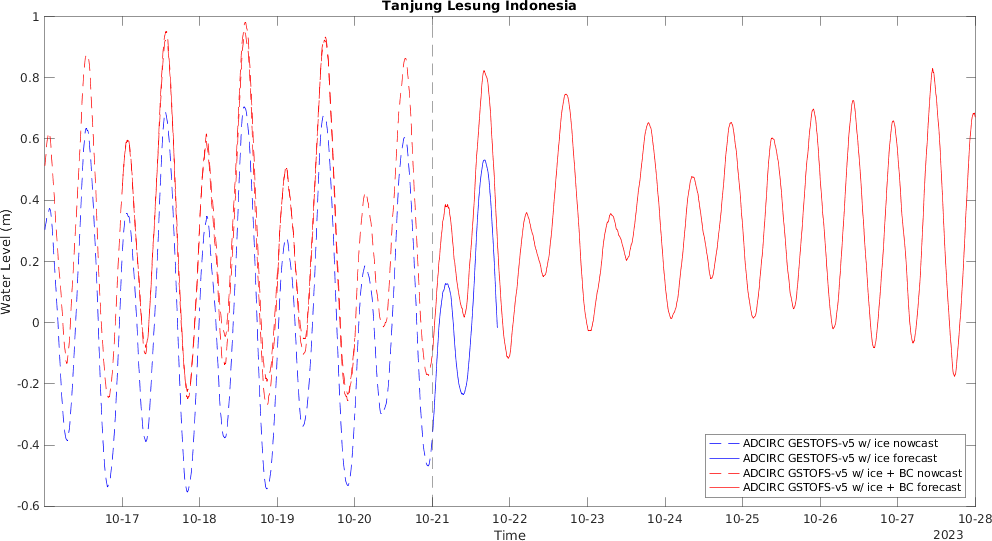 Tanjung Lesung Indonesia
Water Level (m)
1
0.8
0.6
0.4
0.2
0
-0.2
-0.4
-0.6
ADCIRC GESTOFS-v5 w/ ice nowcast
ADCIRC GESTOFS-v5 w/ ice forecast
ADCIRC GSTOFS-v5 w/ ice + BC nowcast
ADCIRC GSTOFS-v5 w/ ice + BC forecast
10-17 10-18 10-19 10-20 10-21 10-22 10-23 10-24 10-25 10-26 10-27 10-28
Time
2023